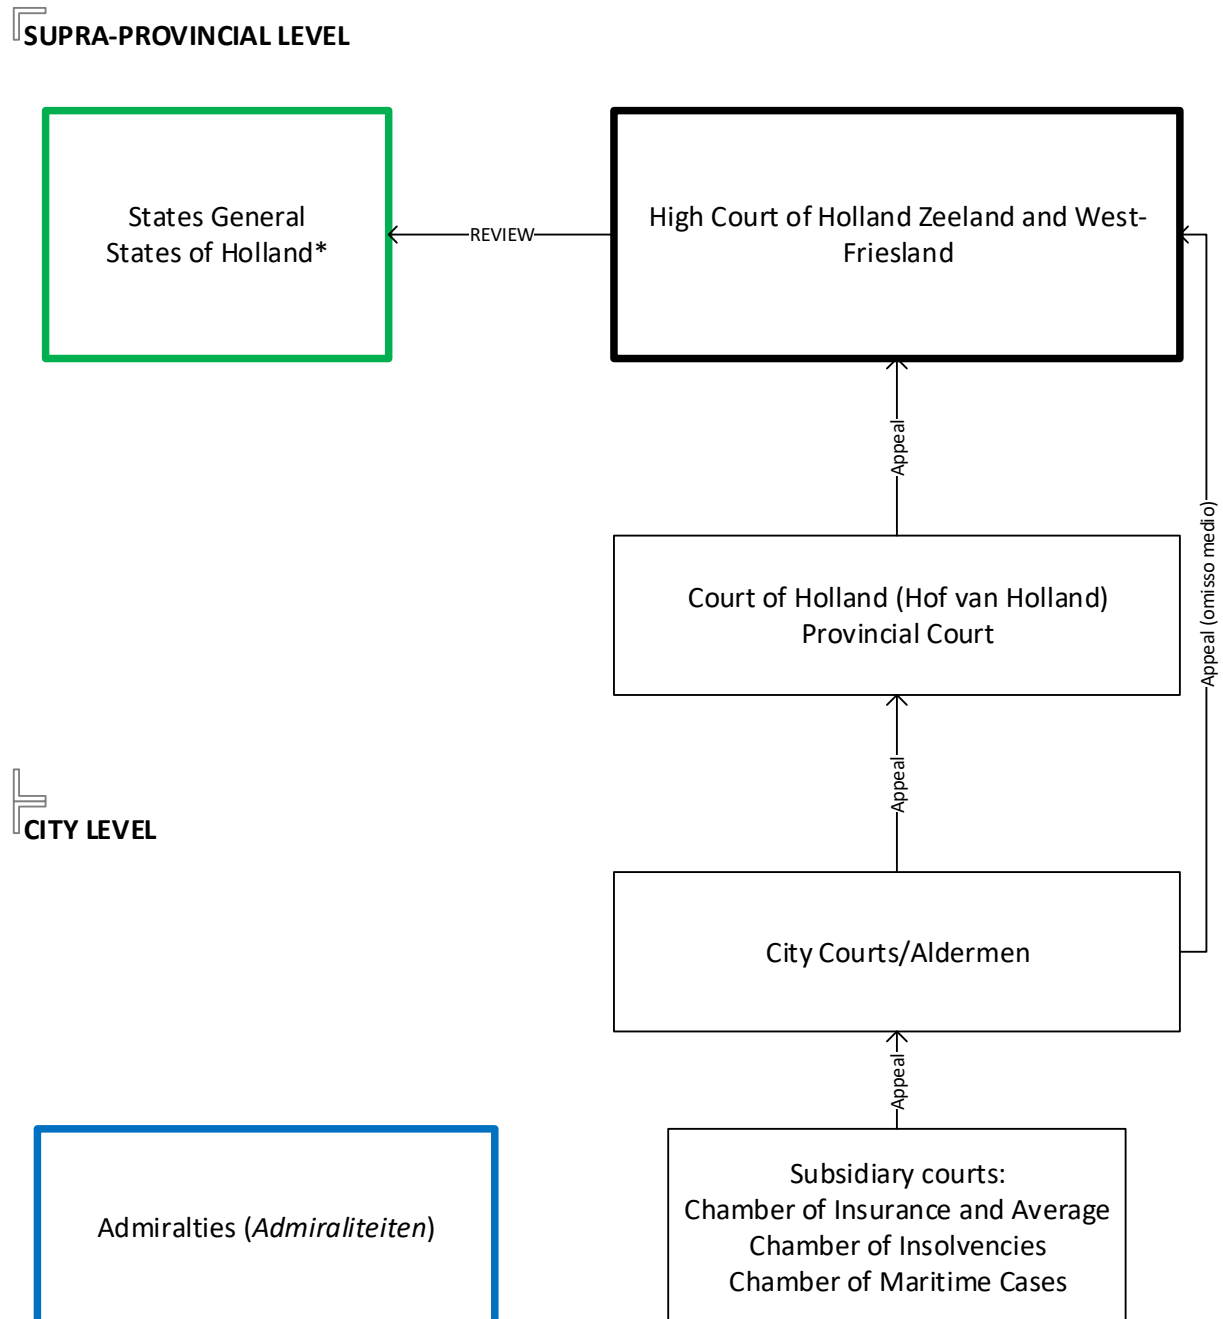 SUPRA-PROVINCIAL LEVEL
States General
States of Holland*
REVIEW
High Court of Holland Zeeland and West-
Friesland
Appeal
Appeal (omisso medio)
Court of Holland (Hof van Holland)
Provincial Court
Appeal
CITY LEVEL
City Courts/Aldermen
Appeal
Admiralties (Admiraliteiten)
Subsidiary courts:
Chamber of Insurance and Average
Chamber of Insolvencies
Chamber of Maritime Cases